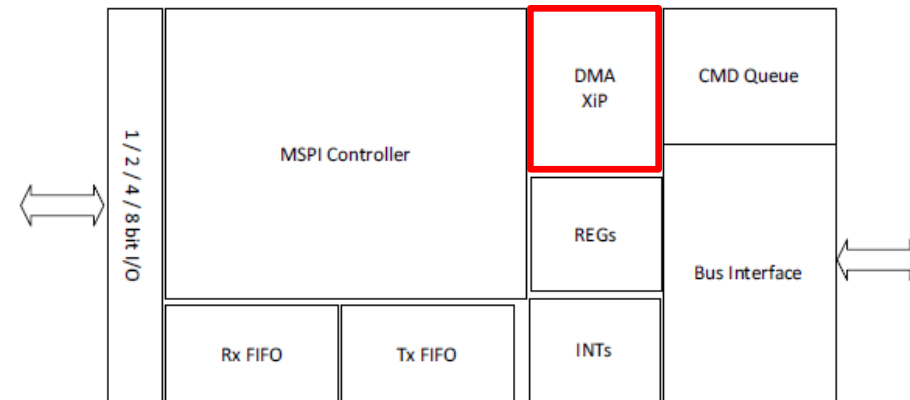 1 / 2 / 4 / 8 bit I/O
MSPI Controller
DMA
XiP
CMD Queue
REGs
Bus Interface
Rx FIFO
Tx FIFO
INTs